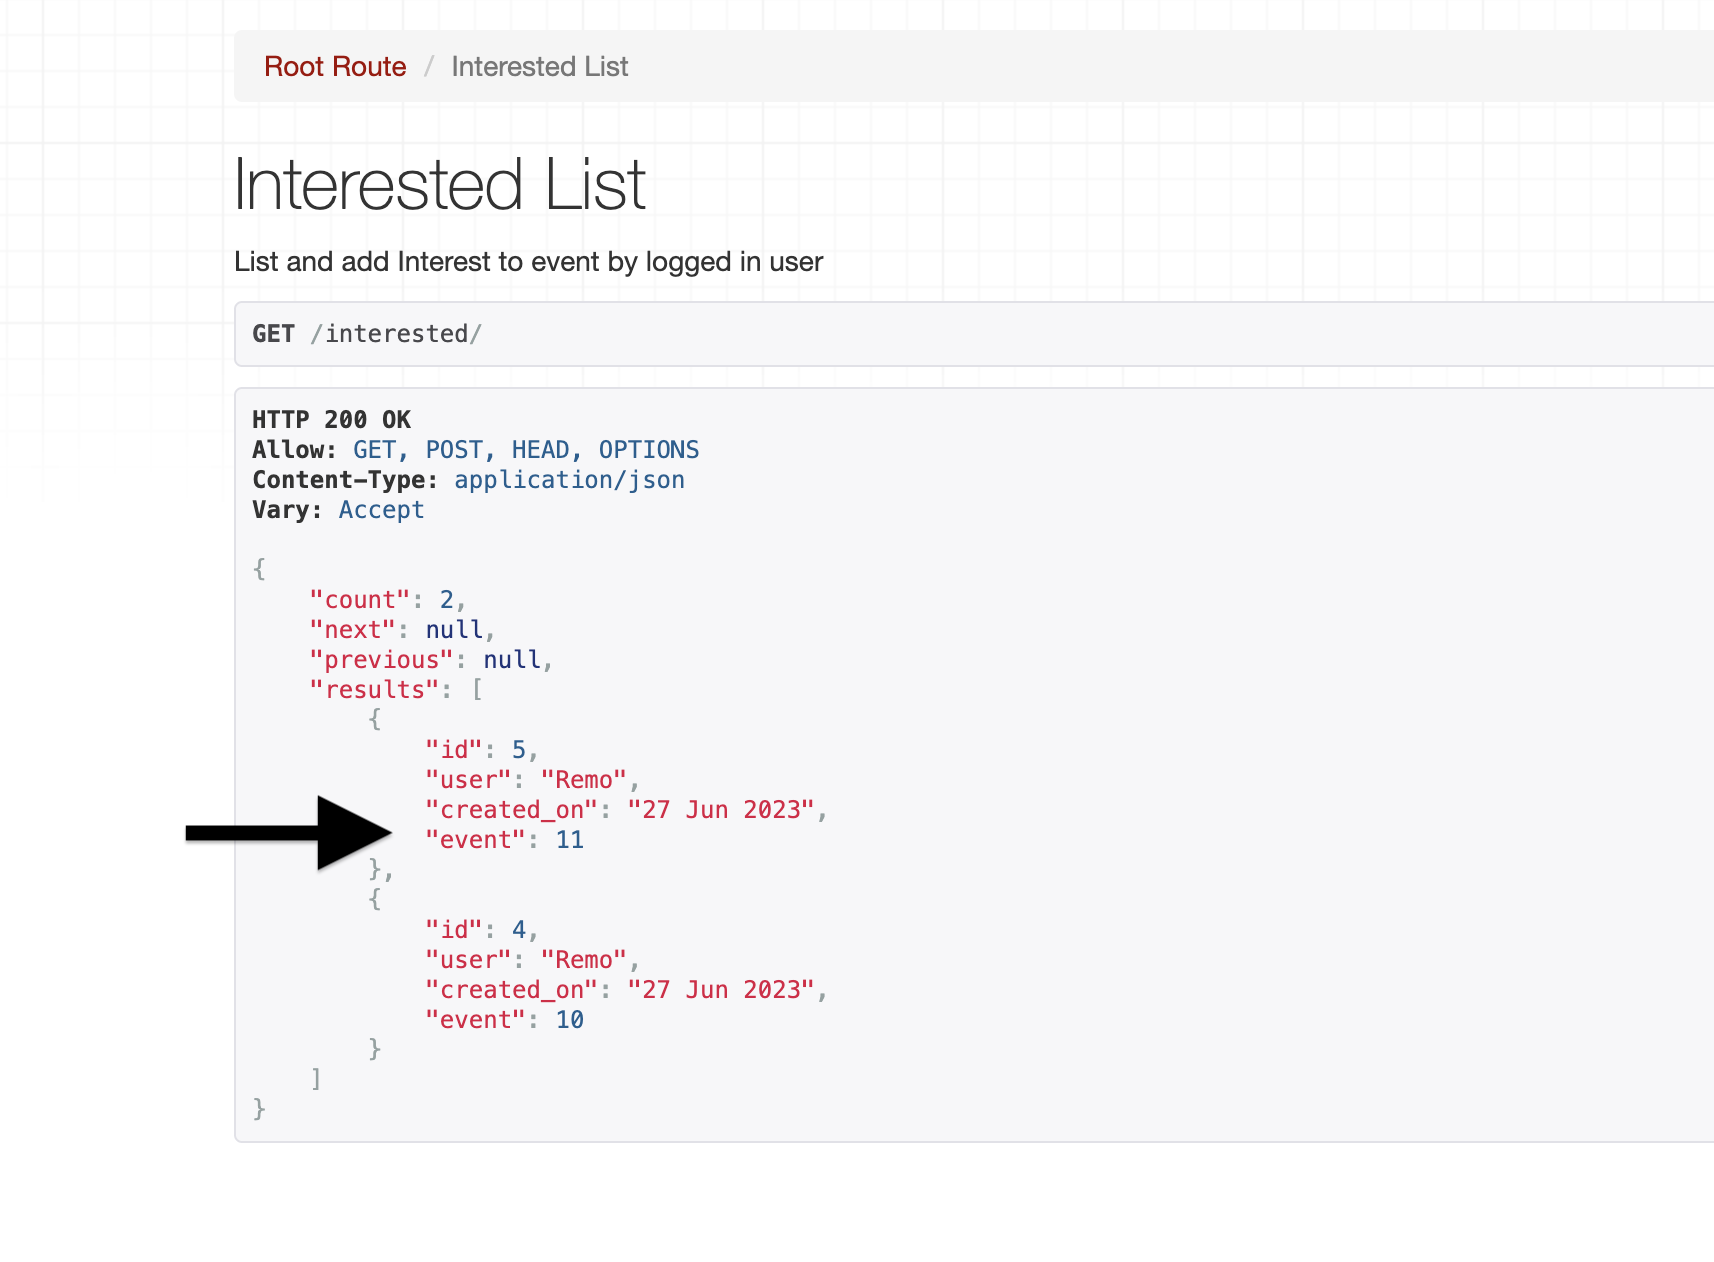 Root Route / Interested List
Interested List
List and add Interest to event by logged in user
GET /interested/
HTTP 200 OK
Allow: GET, POST, HEAD, OPTIONS
Content-Type: application/json
Vary: Accept
{
    "count": 2,
    "next": null,
    "previous": null,
    "results": [
        {
            "id": 5,
            "user": "Remo",
            "created_on": "27 Jun 2023",
            "event": 11
        },
        {
            "id": 4,
            "user": "Remo",
            "created_on": "27 Jun 2023",
            "event": 10
        }
    ]
}